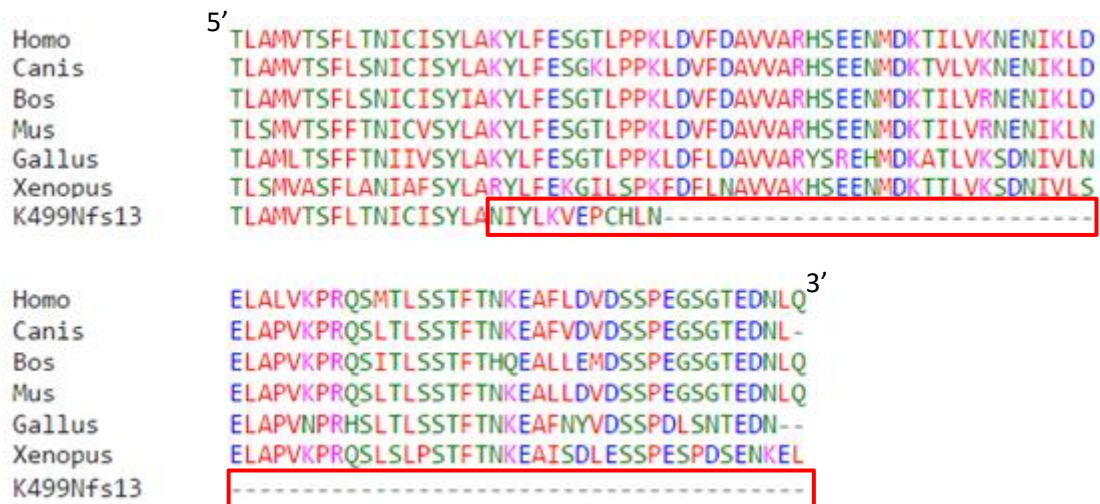 5’
Homo TLAMVTSFLTNICISYLAKYLFESGTLPPKLDVFDAVVARHSEENMDKTILVKNENIKLD
Canis TLAMVTSFLSNICISYLAKYLFESGKLPPKLDVFDAVVARHSEENMDKTVLVKNENIKLD
Bos TLAMVTSFLSNICISYIAKYLFESGTLPPKLDVFDAVVARHSEENMDKTILVRNENIKLD
Mus TLSMVTSFFTNICVSYLAKYLFESGTLPPKLDVFDAVVARHSEENMDKTILVRNENIKLN
Gallus TLAMLTSFFTNIIVSYLAKYLFESGTLPPKLDFLDAVVARYSREHMDKATLVKSDNIVLN
Xenopus TLSMVASFLANIAFSYLARYLFEKGILSPKFDFLNAVVAKHSEENMDKTTLVKSDNIVLS
K499Nfs13 TLAMVTSFLTNICISYLANIYLKVEPCHLN------------------------------
Homo ELALVKPRQSMTLSSTFTNKEAFLDVDSSPEGSGTEDNLQ 3’
Canis ELAPVKPRQSLTLSSTFTNKEAFVDVDSSPEGSGTEDNL-
Bos ELAPVKPRQSITLSSTFTHQEALLEMDSSPEGSGTEDNLQ
Mus ELAPVKPRQSLTLSSTFTNKEALLDVDSSPEGSGTEDNLQ
Gallus ELAPVNPRHSLTLSSTFTNKEAFNYVDSSPDLSNTEDN--
Xenopus ELAPVKPRQSLSLPSTFTNKEAISDLESSPESPDSENKEL
K499Nfs13 ----------------------------------------